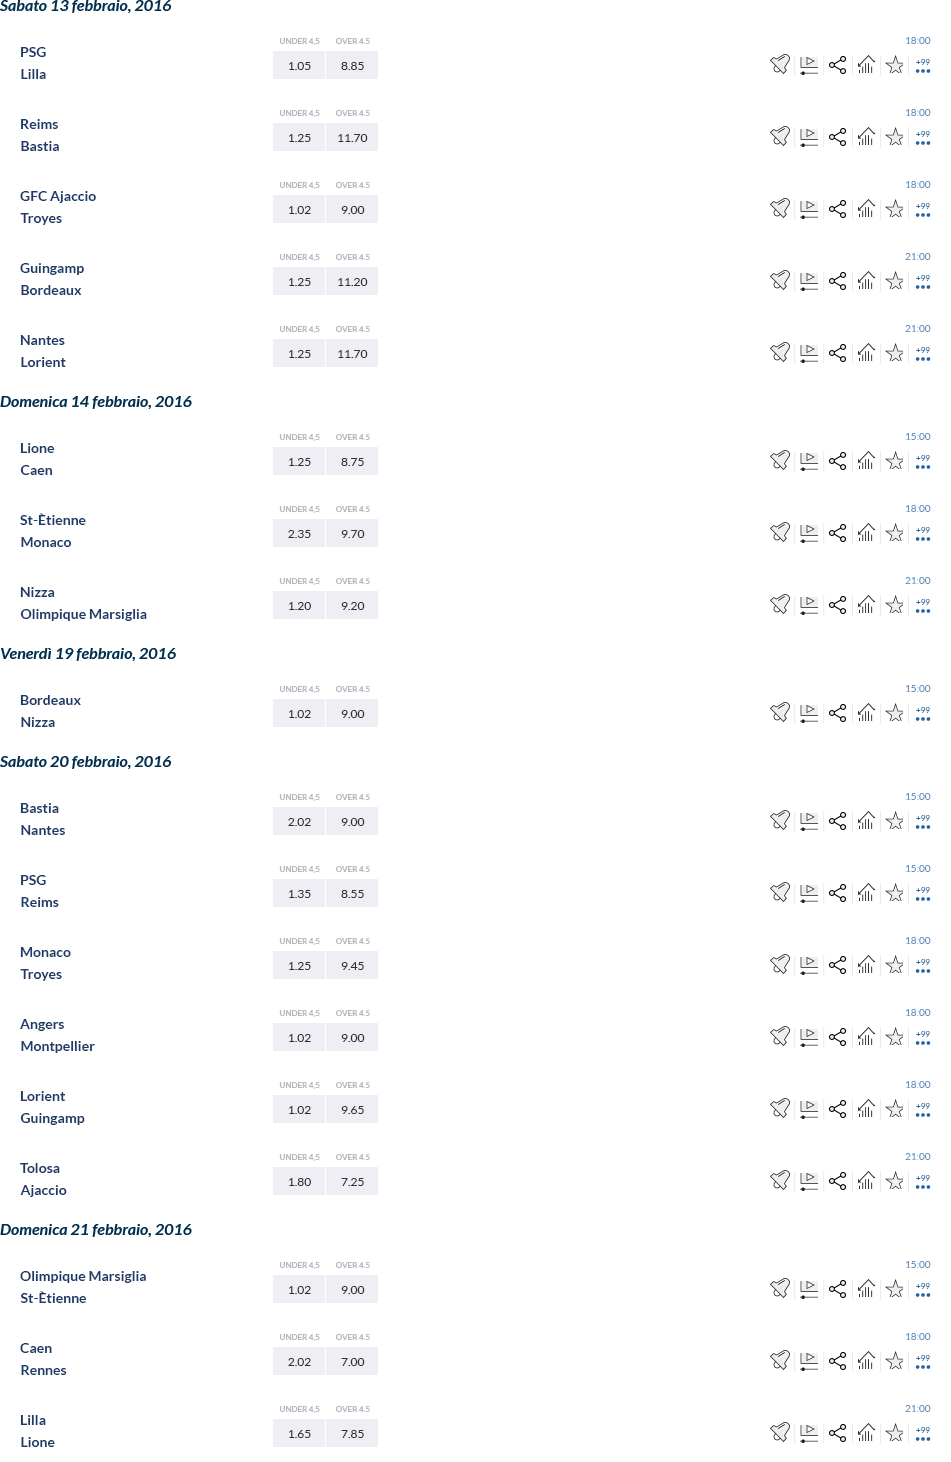 Sabato 13 febbraio, 2016
UNDER 4,5 OVER 4.5 18:00
PSG
Lilla
1.05 8.85 +99
UNDER 4,5 OVER 4.5 18:00
Reims
Bastia
1.25 11.70 +99
UNDER 4,5 OVER 4.5 18:00
GFC Ajaccio
Troyes
1.02 9.00 +99
UNDER 4,5 OVER 4.5 21:00
Guingamp
Bordeaux
1.25 11.20 +99
UNDER 4,5 OVER 4.5 21:00
Nantes
Lorient
1.25 11.70 +99
Domenica 14 febbraio, 2016
UNDER 4,5 OVER 4.5 15:00
Lione
Caen
1.25 8.75 +99
UNDER 4,5 OVER 4.5 18:00
St-Ètienne
Monaco
2.35 9.70 +99
UNDER 4,5 OVER 4.5 21:00
Nizza
Olimpique Marsiglia
1.20 9.20 +99
Venerdì 19 febbraio, 2016
UNDER 4,5 OVER 4.5 15:00
Bordeaux
Nizza
1.02 9.00 +99
Sabato 20 febbraio, 2016
UNDER 4,5 OVER 4.5 15:00
Bastia
Nantes
2.02 9.00 +99
UNDER 4,5 OVER 4.5 15:00
PSG
Reims
1.35 8.55 +99
UNDER 4,5 OVER 4.5 18:00
Monaco
Troyes
1.25 9.45 +99
UNDER 4,5 OVER 4.5 18:00
Angers
Montpellier
1.02 9.00 +99
UNDER 4,5 OVER 4.5 18:00
Lorient
Guingamp
1.02 9.65 +99
UNDER 4,5 OVER 4.5 21:00
Tolosa
Ajaccio
1.80 7.25 +99
Domenica 21 febbraio, 2016
UNDER 4,5 OVER 4.5 15:00
Olimpique Marsiglia
St-Ètienne
1.02 9.00 +99
UNDER 4,5 OVER 4.5 18:00
Caen
Rennes
2.02 7.00 +99
UNDER 4,5 OVER 4.5 21:00
Lilla
Lione
1.65 7.85 +99